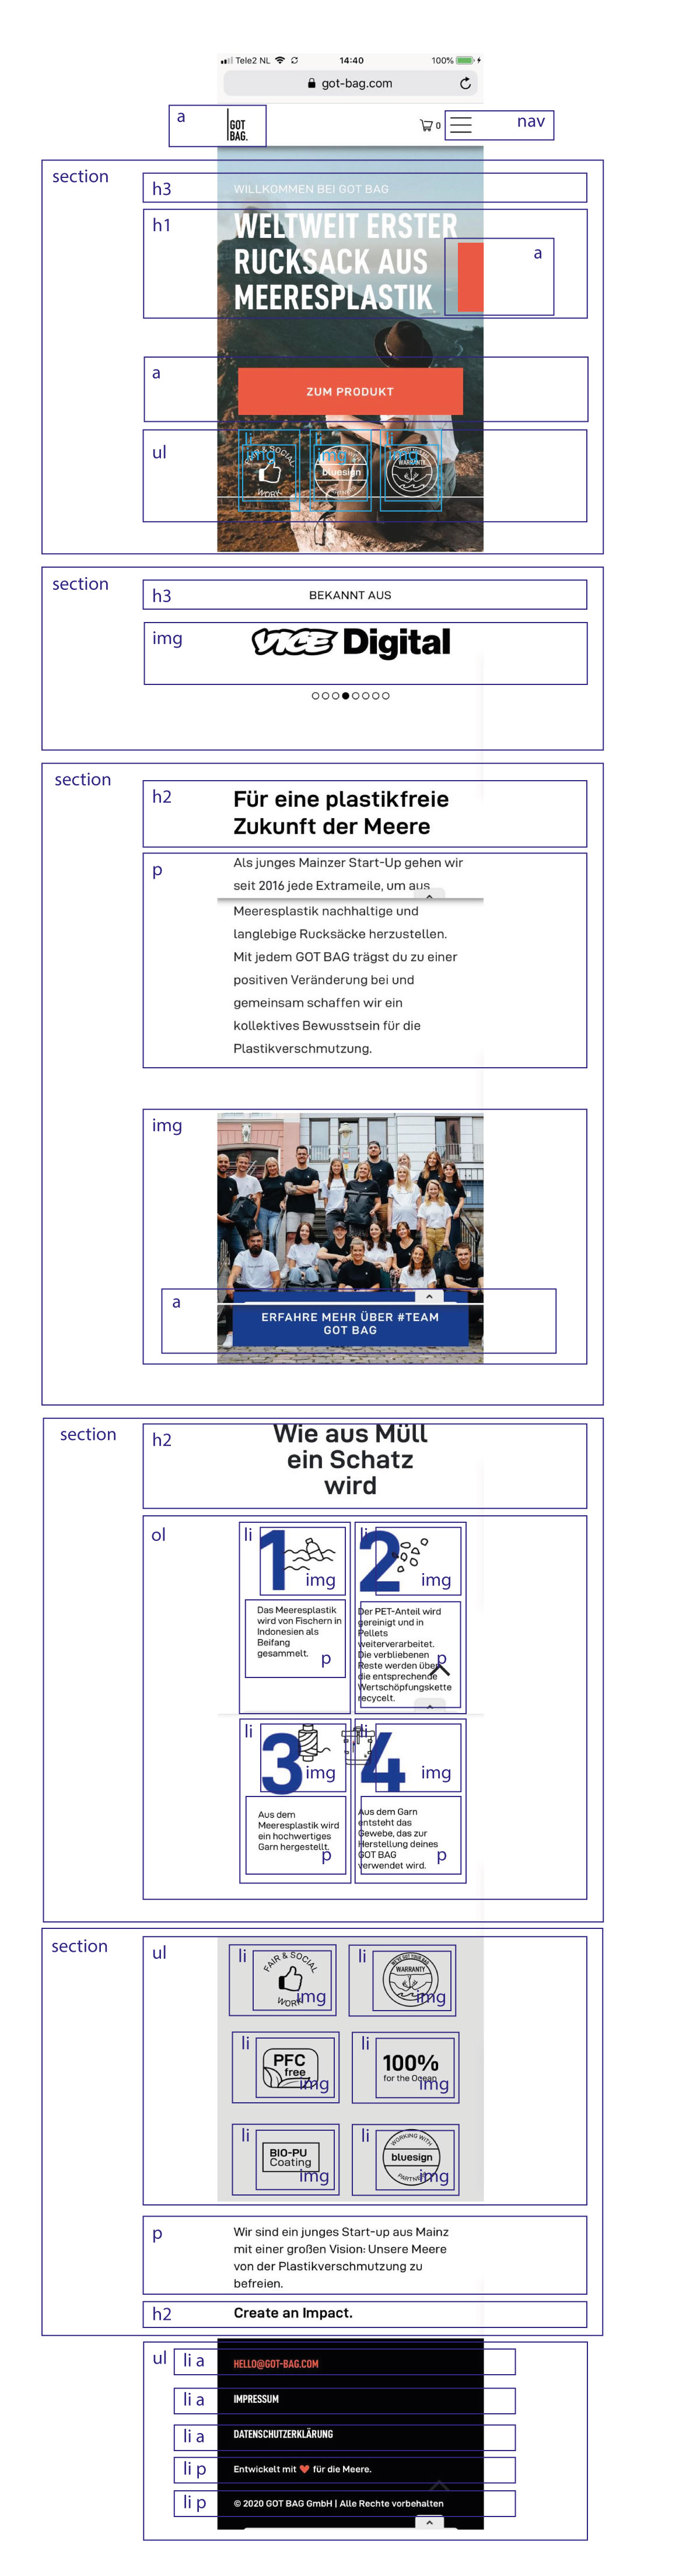 Tele2 NL 14:40 100%
got-bag.com
a
GOT
BAG.
0
nav
section
h3
WILLKOMMEN BEI GOT BAG
h1
WELTWEIT ERSTER
RUCKSACK AUS
MEERESPLASTIK
a
a
ZUM PRODUKT
ul
li li li
img img img
FAIR & SOCIAL
WORK
bluesign
WARRANTY
section
h3
BEKANNT AUS
img
VICE Digital
section
h2
Für eine plastikfreie
Zukunft der Meere
p
Als junges Mainzer Start-Up gehen wir
seit 2016 jede Extrameile, um aus
Meeresplastik nachhaltige und
langlebige Rucksäcke herzustellen.
Mit jedem GOT BAG trägst du zu einer
positiven Veränderung bei und
gemeinsam schaffen wir ein
kollektives Bewusstsein für die
Plastikverschmutzung.
img
a
ERFAHRE MEHR ÜBER #TEAM
GOT BAG
section
h2
Wie aus Müll
ein Schatz
wird
ol
li
1
img
Das Meeresplastik
wird von Fischern in
Indonesien als
Beifang
gesammelt.
p
li
2
img
Der PET-Anteil wird
gereinigt und in
Pellets
weiterverarbeitet.
Die verbliebenen
Reste werden über
die entsprechende
Wertschöpfungskette
recycelt.
p
li
3
img
Aus dem
Meeresplastik wird
ein hochwertiges
Garn hergestellt.
p
li
4
img
Aus dem Garn
entsteht das
Gewebe, das zur
Herstellung deines
GOT BAG
verwendet wird.
p
section
ul
li
FAIR & SOCIAL
WORK
img
li
WE'VE GOT YOUR BAG
WARRANTY
img
li
PFC
free
img
li
100%
for the Ocean
img
li
BIO-PU
Coating
img
li
WORKING WITH
bluesign
PARTNER
img
p
Wir sind ein junges Start-up aus Mainz
mit einer großen Vision: Unsere Meere
von der Plastikverschmutzung zu
befreien.
h2
Create an Impact.
ul
li a
HELLO@GOT-BAG.COM
li a
IMPRESSUM
li a
DATENSCHUTZERKLÄRUNG
li p
Entwickelt mit ❤ für die Meere.
li p
© 2020 GOT BAG GmbH | Alle Rechte vorbehalten